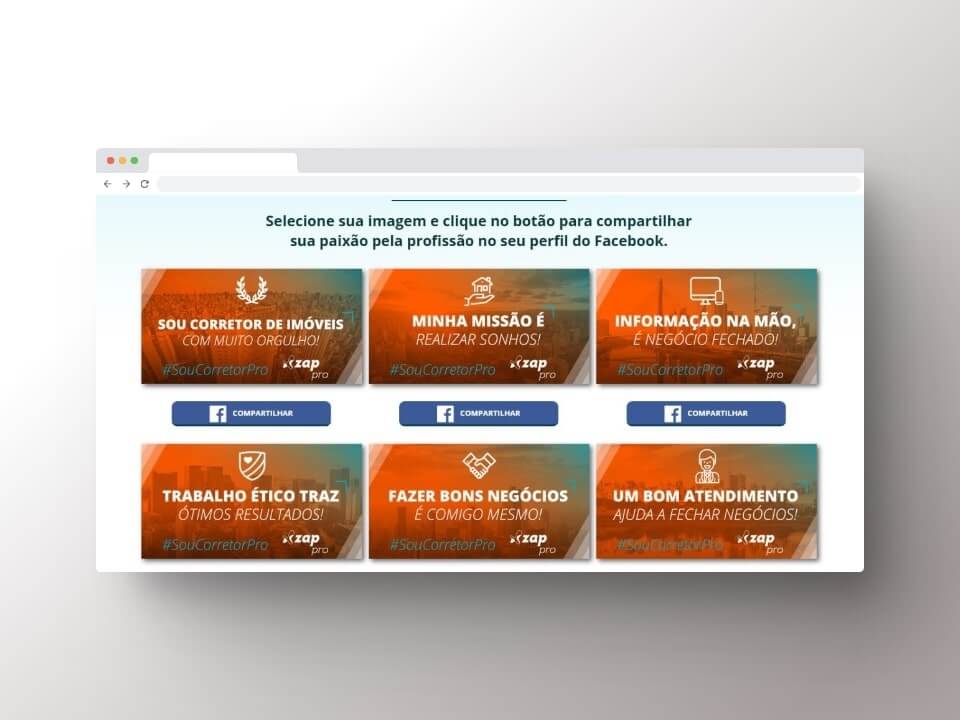 Selecione sua imagem e clique no botão para compartilhar
sua paixão pela profissão no seu perfil do Facebook.
SOU CORRETOR DE IMÓVEIS
COM MUITO ORGULHO!
#SouCorretorPro
zap
pro
MINHA MISSÃO É
REALIZAR SONHOS!
#SouCorretorPro
zap
pro
INFORMAÇÃO NA MÃO,
É NEGÓCIO FECHADO!
#SouCorretorPro
zap
pro
COMPARTILHAR
COMPARTILHAR
COMPARTILHAR
TRABALHO ÉTICO TRAZ
ÓTIMOS RESULTADOS!
#SouCorretorPro
zap
pro
FAZER BONS NEGÓCIOS
É COMIGO MESMO!
#SouCorretorPro
zap
pro
UM BOM ATENDIMENTO
AJUDA A FECHAR NEGÓCIOS!
#SouCorretorPro
zap
pro